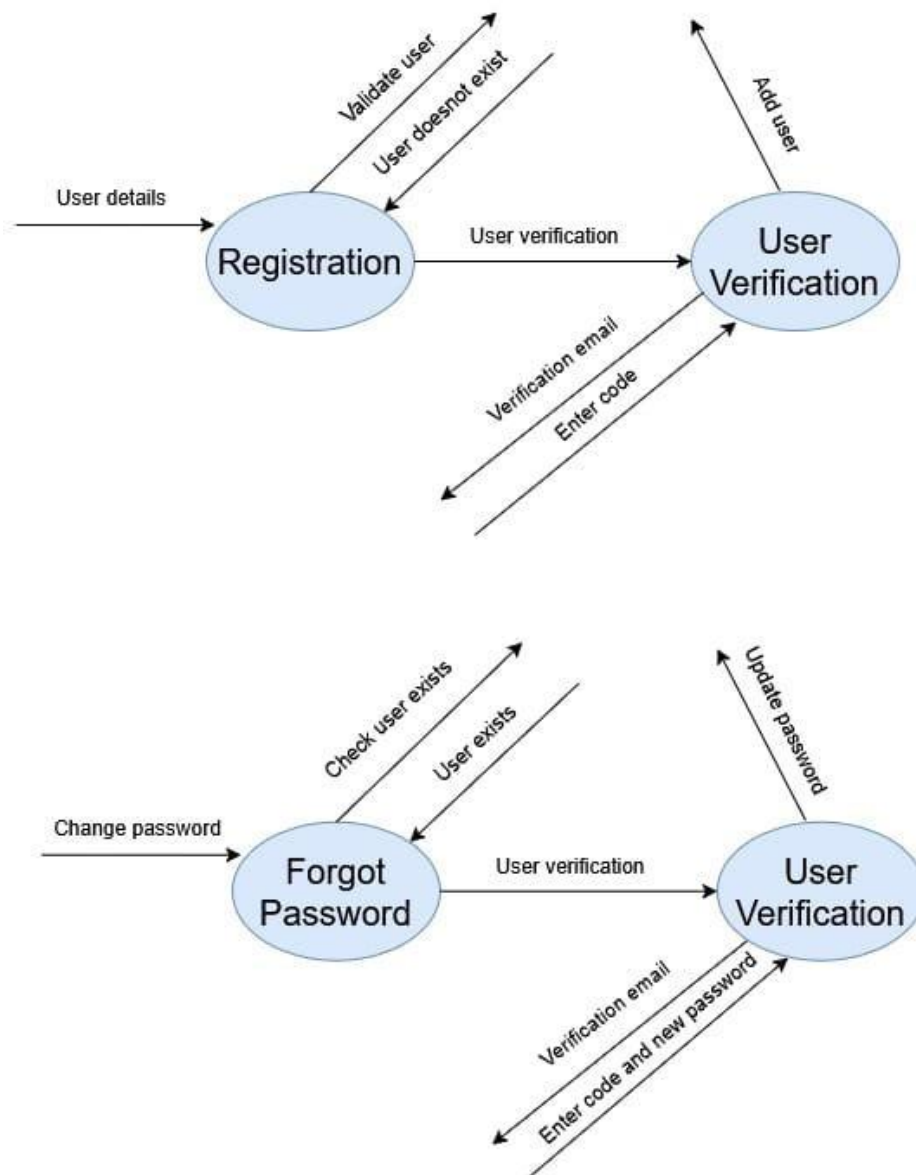 Validate user
User doesnot exist
Add user
User details
Registration
User verification
User
Verification
Verification email
Enter code
Check user exists
User exists
Update password
Change password
Forgot
Password
User verification
User
Verification
Verification email
Enter code and new password